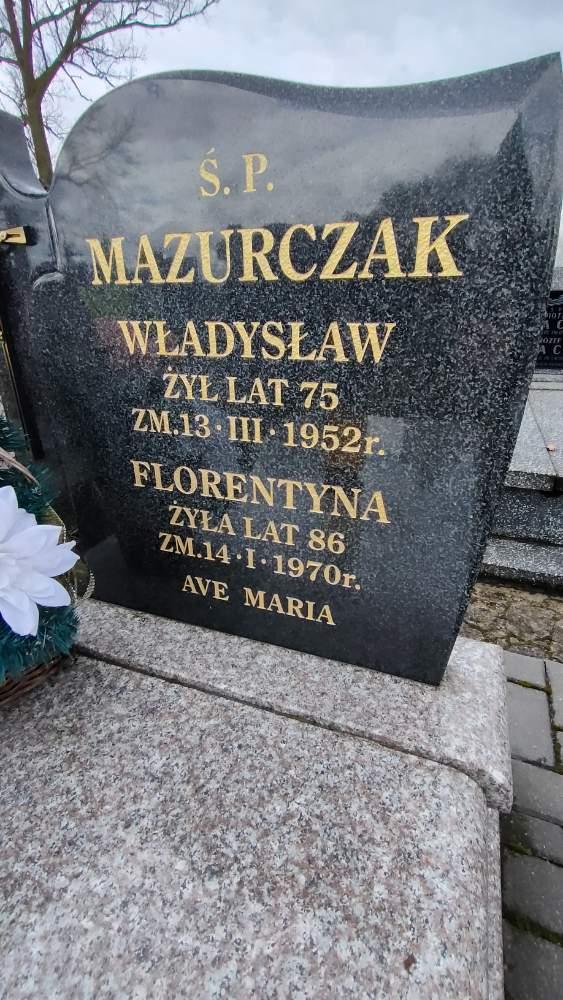 Ś. P.
MAZURCZAK
WŁADYSŁAW
ŻYŁ LAT 75
ZM.13·III·1952r.
FLORENTYNA
ŻYŁA LAT 86
ZM.14·I·1970r.
AVE MARIA